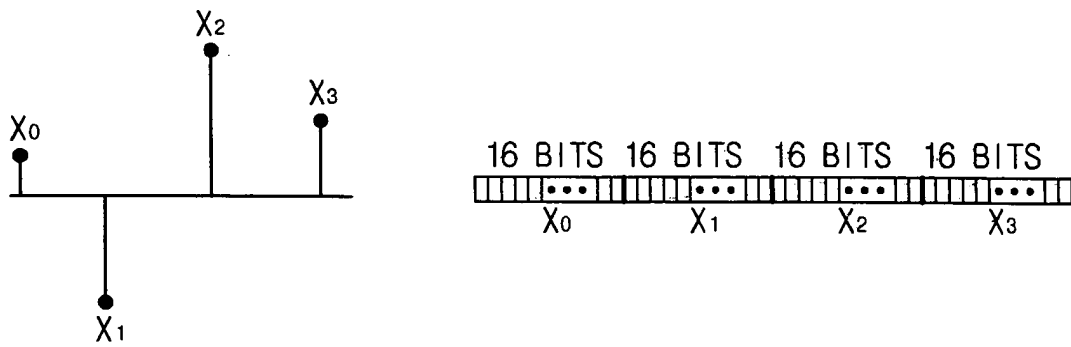 X0
X1
X2
X3
16 BITS 16 BITS 16 BITS 16 BITS
X0 X1 X2 X3